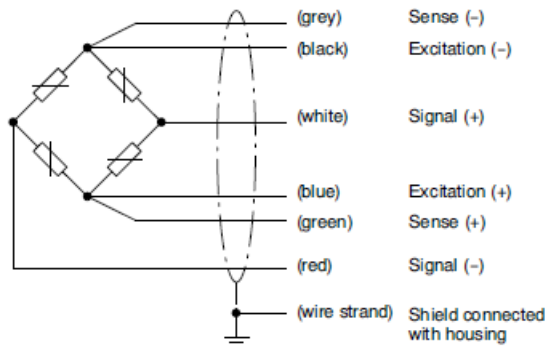 (grey) Sense (–)
(black) Excitation (–)
(white) Signal (+)
(blue) Excitation (+)
(green) Sense (+)
(red) Signal (–)
(wire strand) Shield connected
with housing